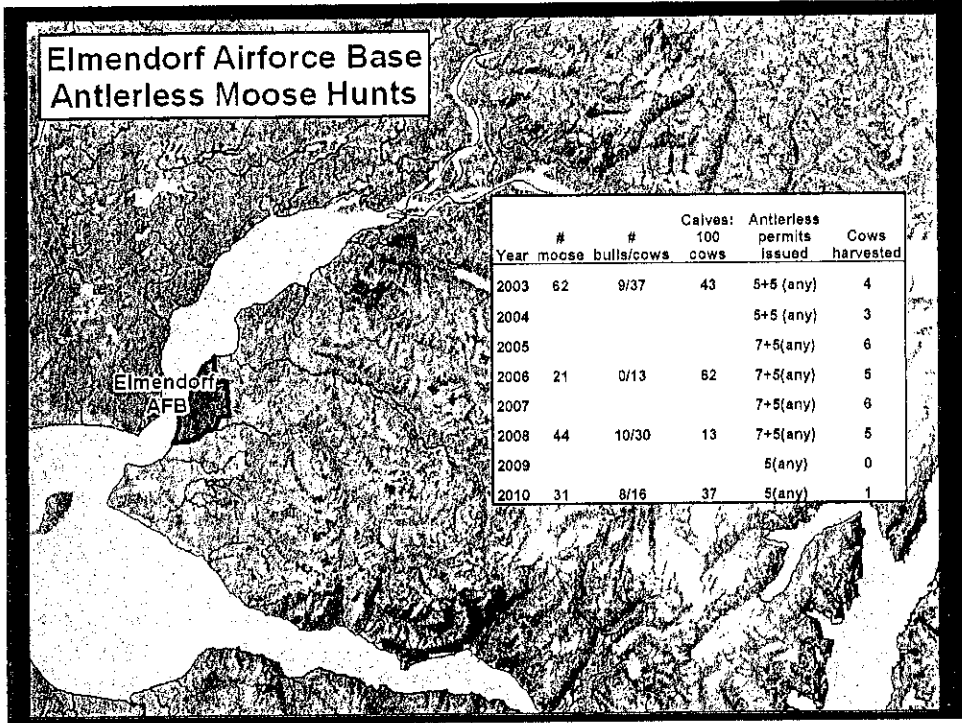 Elmendorf Airforce Base
Antlerless Moose Hunts
Year # moose # bulls/cows Calves: 100 cows Antlerless permits issued Cows harvested
2003 62 9/37 43 5+5 (any) 4
2004 5+5 (any) 3
2005 7+5(any) 6
2006 21 0/13 62 7+5(any) 5
2007 7+5(any) 6
2008 44 10/30 13 7+5(any) 5
2009 5(any) 0
2010 31 8/16 37 5(any) 1
Elmendorf
AFB